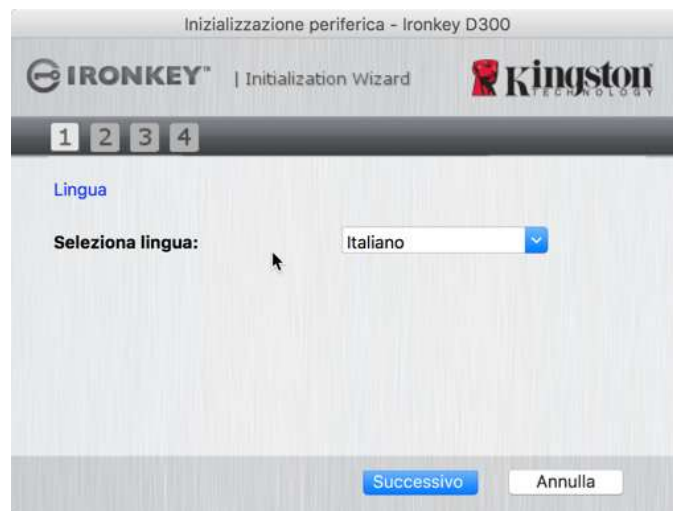 Inizializzazione periferica - Ironkey D300
IRONKEY™ | Initialization Wizard Kingston
TECHNOLOGY
1 2 3 4
Lingua
Seleziona lingua: Italiano
Successivo Annulla